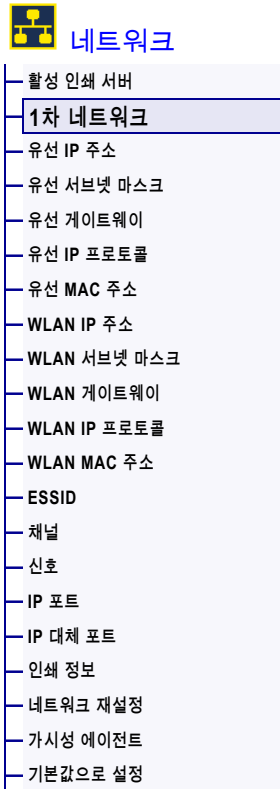 네트워크
활성 인쇄 서버
1차 네트워크
유선 IP 주소
유선 서브넷 마스크
유선 게이트웨이
유선 IP 프로토콜
유선 MAC 주소
WLAN IP 주소
WLAN 서브넷 마스크
WLAN 게이트웨이
WLAN IP 프로토콜
WLAN MAC 주소
ESSID
채널
신호
IP 포트
IP 대체 포트
인쇄 정보
네트워크 재설정
가시성 에이전트
기본값으로 설정